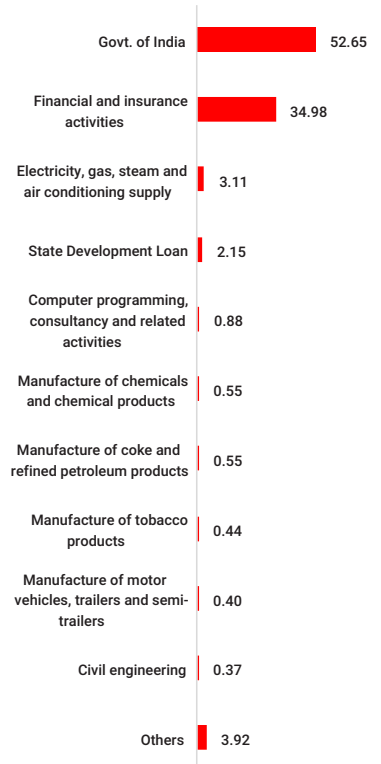 Govt. of India
52.65
Financial and insurance
activities
34.98
Electricity, gas, steam and
air conditioning supply
3.11
State Development Loan
2.15
Computer programming,
consultancy and related
activities
0.88
Manufacture of chemicals
and chemical products
0.55
Manufacture of coke and
refined petroleum products
0.55
Manufacture of tobacco
products
0.44
Manufacture of motor
vehicles, trailers and semi-
trailers
0.40
Civil engineering
0.37
Others
3.92